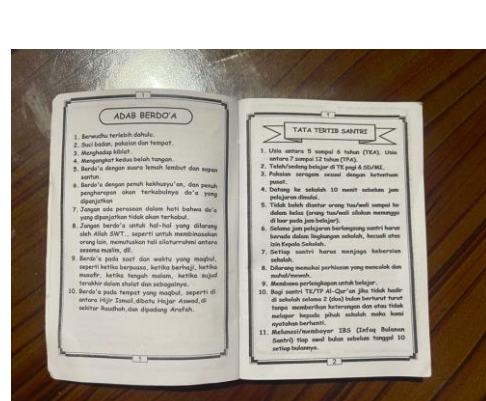 1
ADAB BERDO'A
1. Berwudhu terlebih dahulu.
2. Suci badan, pakaian dan tempat.
3. Menghadap kiblat.
4. Mengangkat kedua belah tangan.
5. Berdo'a dengan suara lemah lembut dan sopan
santun.
6. Berdo'a dengan penuh kekhusyu'an, dan penuh
pengharapan akan terkabulnya do'a yang
dipanjatkan
7. Jangan ada perasaan dalam hati bahwa do'a
yang dipanjatkan tidak akan terkabul.
8. Jangan berdo'a untuk hal-hal yang dilarang
oleh Allah SWT., seperti untuk membinasakan
orang lain, memutuskan tali silaturrahmi antara
sesama muslim, dll.
9. Berdo'a pada saat dan waktu yang maqbul,
seperti ketika berpuasa, ketika berhaji, ketika
musafir, ketika tengah malam, ketika sujud
terakhir dalam shalat dan sebagainya.
10. Berdo'a pada tempat yang maqbul, seperti di
antara Hijr Ismail, dibatu Hajar Aswad, di
sekitar Raudhah, dan dipadang Arafah.
1
TATA TERTIB SANTRI
1. Usia antara 5 sampai 6 tahun (TKA). Usia
antara 7 sampai 12 tahun (TPA).
2. Telah/sedang belajar di TK pagi & SD/MI.
3. Pakaian seragam sesuai dengan ketentuan
pusat.
4. Datang ke sekolah 10 menit sebelum jam
pelajaran dimulai.
5. Tidak boleh diantar orang tua/wali sampai ke
dalam kelas (orang tua/wali silakan menunggu
di luar pada jam belajar).
6. Selama jam pelajaran berlangsung santri harus
berada dalam lingkungan sekolah, kecuali atas
izin Kepala Sekolah.
7. Setiap santri harus menjaga kebersihan
sekolah.
8. Dilarang memakai perhiasan yang mencolok dan
mahal/mewah.
9. Membawa perlengkapan untuk belajar.
10. Bagi santri TK/TP Al-Qur'an jika tidak hadir
di sekolah selama 2 (dua) bulan berturut turut
tanpa memberikan keterangan dan atau tidak
melapor kepada pihak sekolah maka kami
nyatakan berhenti.
11. Melunasi/membayar IBS (Infaq Bulanan
Santri) tiap awal bulan sebelum tanggal 10
setiap bulannya.
2